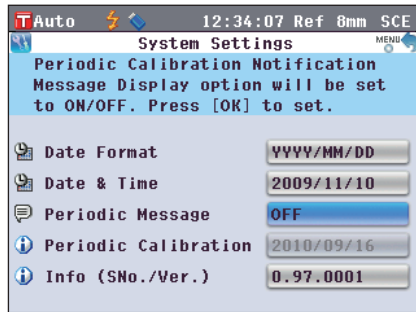 TAuto 12:34:07 Ref 8mm SCE
System Settings MENU
Periodic Calibration Notification
Message Display option will be set
to ON/OFF. Press [OK] to set.
Date Format YYYY/MM/DD
Date & Time 2009/11/10
Periodic Message OFF
Periodic Calibration 2010/09/16
Info (SNo./Ver.) 0.97.0001